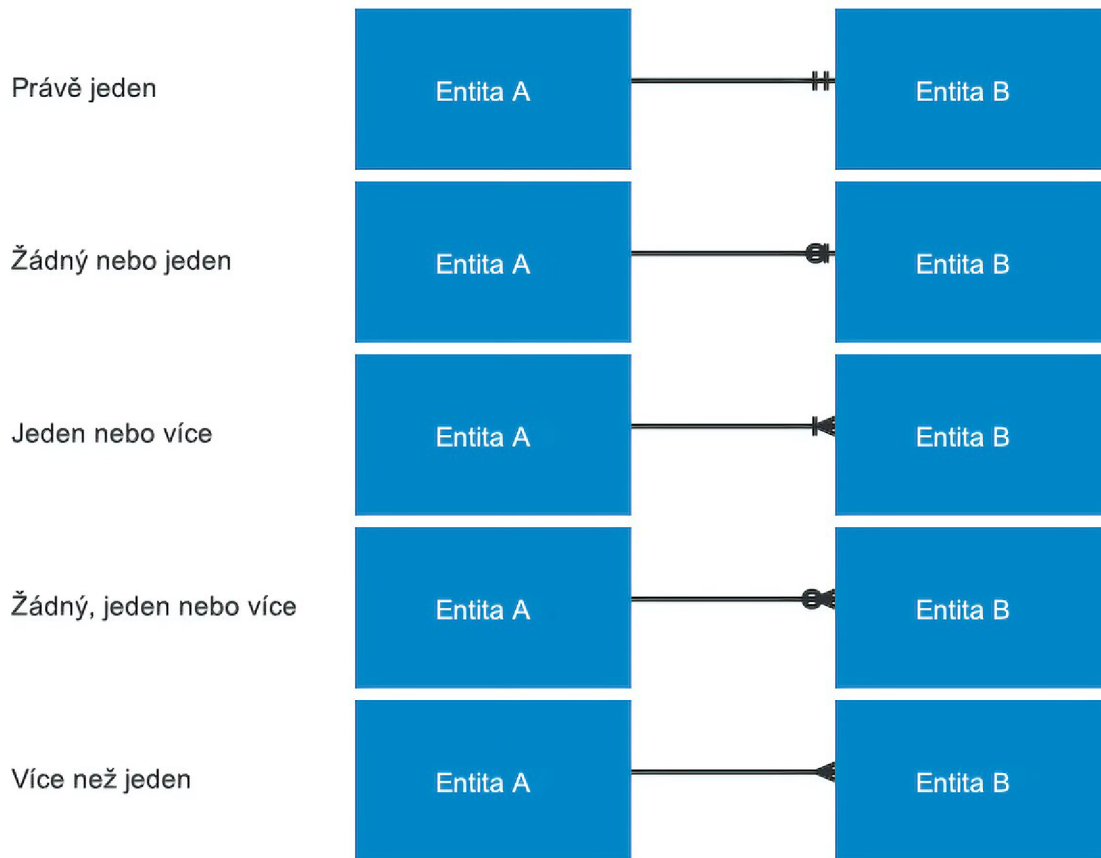 Právě jeden
Entita A
Entita B
Žádný nebo jeden
Entita A
Entita B
Jeden nebo více
Entita A
Entita B
Žádný, jeden nebo více
Entita A
Entita B
Více než jeden
Entita A
Entita B